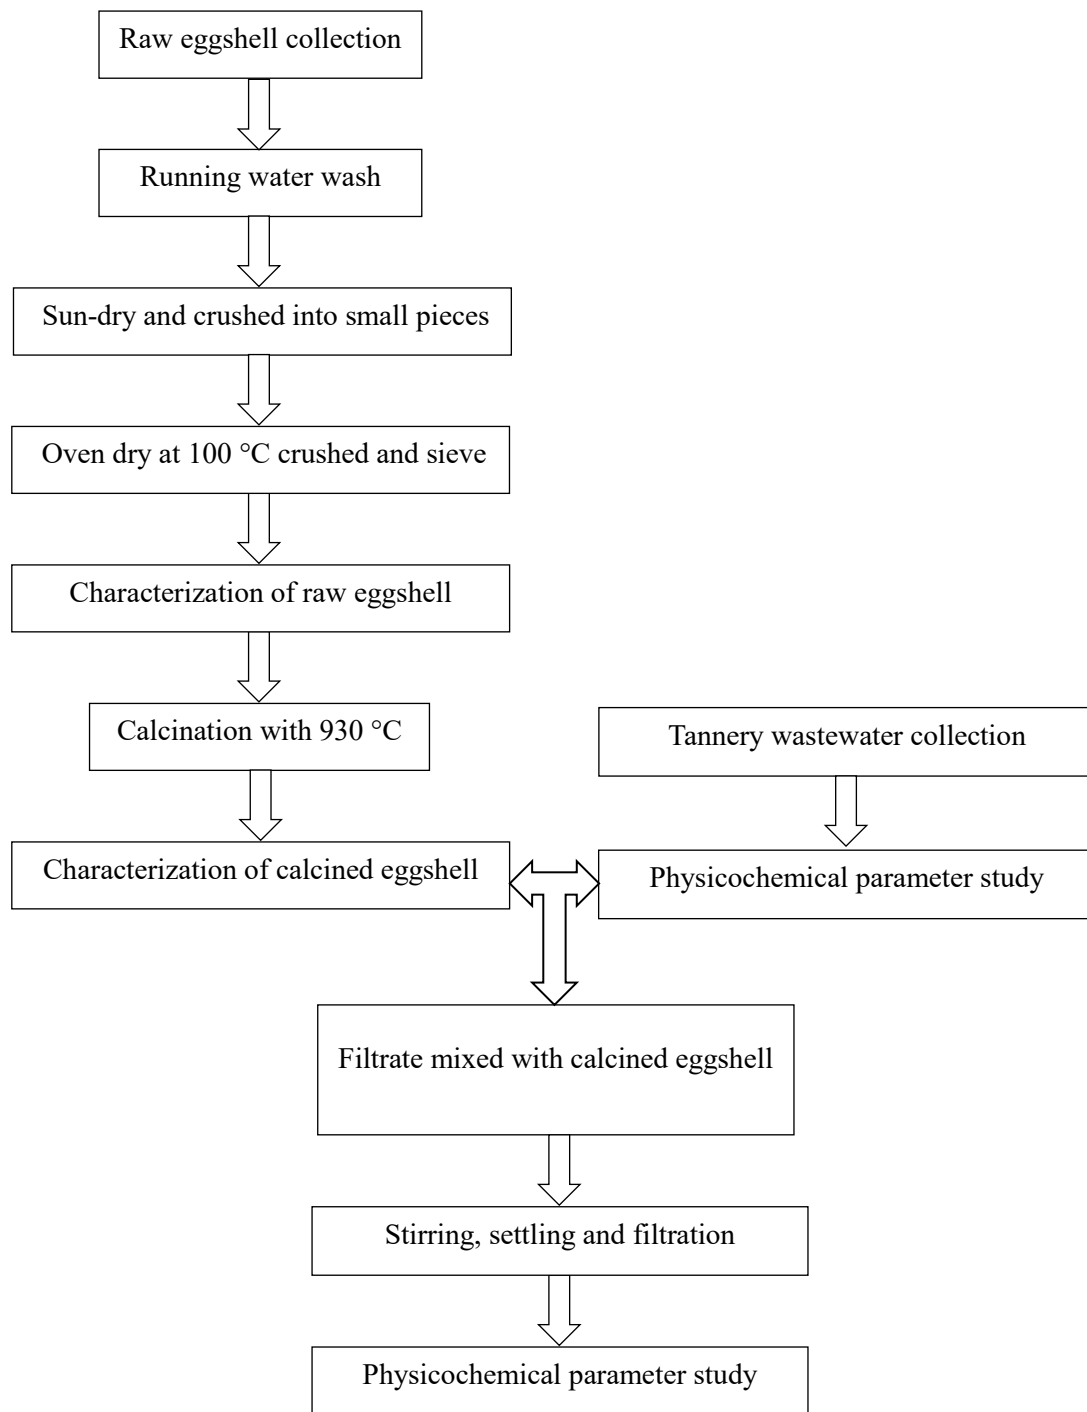 Raw eggshell collection
Running water wash
Sun-dry and crushed into small pieces
Oven dry at 100 °C crushed and sieve
Characterization of raw eggshell
Calcination with 930 °C
Tannery wastewater collection
Characterization of calcined eggshell
Physicochemical parameter study
Filtrate mixed with calcined eggshell
Stirring, settling and filtration
Physicochemical parameter study